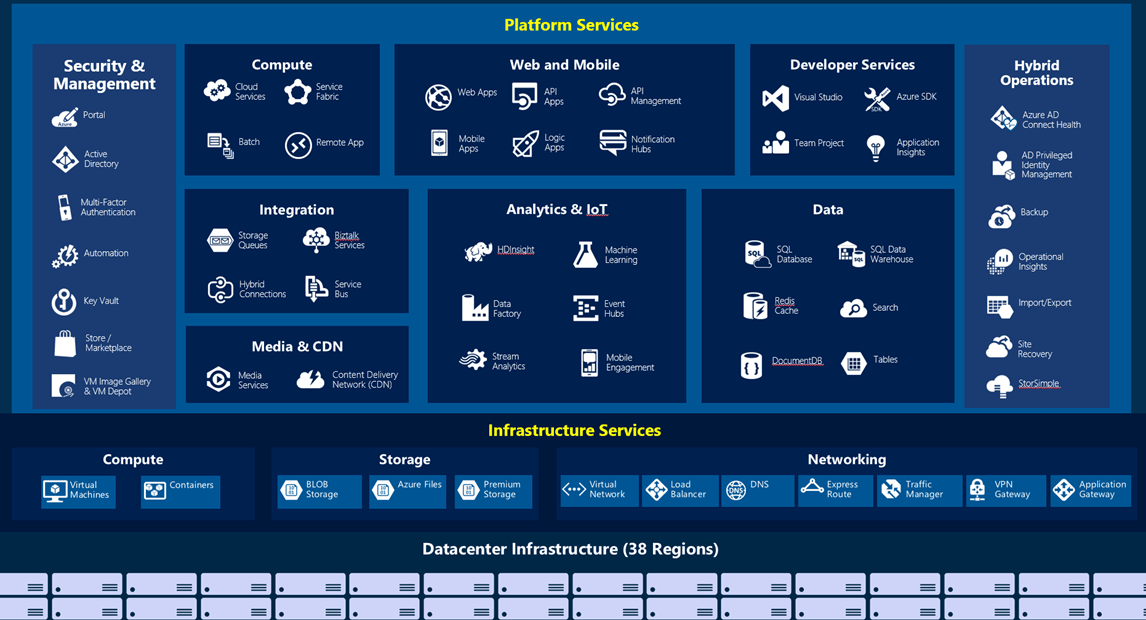 Platform Services
Security &
Management
Portal
Azure
Active
Directory
Multi-Factor
Authentication
Automation
Key Vault
Store /
Marketplace
VM Image Gallery
& VM Depot
Compute
Cloud
Services
Service
Fabric
Batch
Remote App
Web and Mobile
Web Apps
API
Apps
API
Management
Mobile
Apps
Logic
Apps
Notification
Hubs
Developer Services
Visual Studio
SDK
Azure SDK
Team Project
Application
Insights
Hybrid
Operations
Azure AD
Connect Health
AD Privileged
Identity
Management
Backup
Operational
Insights
Import/Export
Site
Recovery
StorSimple
Integration
Storage
Queues
Biztalk
Services
Hybrid
Connections
Service
Bus
Media & CDN
Media
Services
Content Delivery
Network (CDN)
Analytics & IoT
HDInsight
Machine
Learning
Data
Factory
Event
Hubs
Stream
Analytics
Mobile
Engagement
Data
SQL
SQL
Database
SQL
SQL Data
Warehouse
Redis
Cache
Search
DocumentDB
Tables
Infrastructure Services
Compute
Virtual
Machines
Containers
Storage
BLOB
Storage
Azure Files
Premium
Storage
Networking
Virtual
Network
Load
Balancer
DNS
DNS
Express
Route
Traffic
Manager
VPN
Gateway
Application
Gateway
Datacenter Infrastructure (38 Regions)